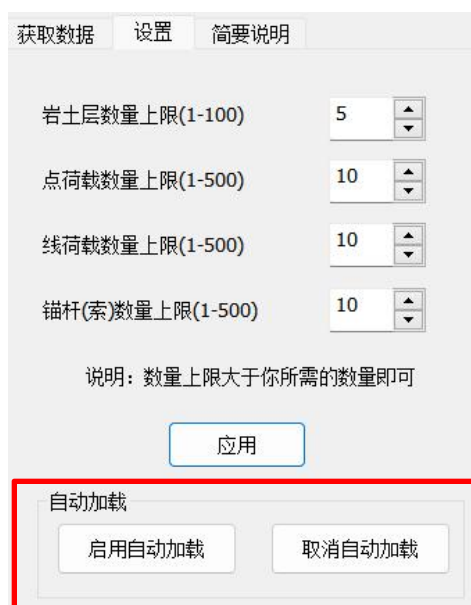 获取数据 设置 简要说明
岩土层数量上限(1-100) 5
点荷载数量上限(1-500) 10
线荷载数量上限(1-500) 10
锚杆(索)数量上限(1-500) 10
说明：数量上限大于你所需的数量即可
应用
自动加载
启用自动加载 取消自动加载